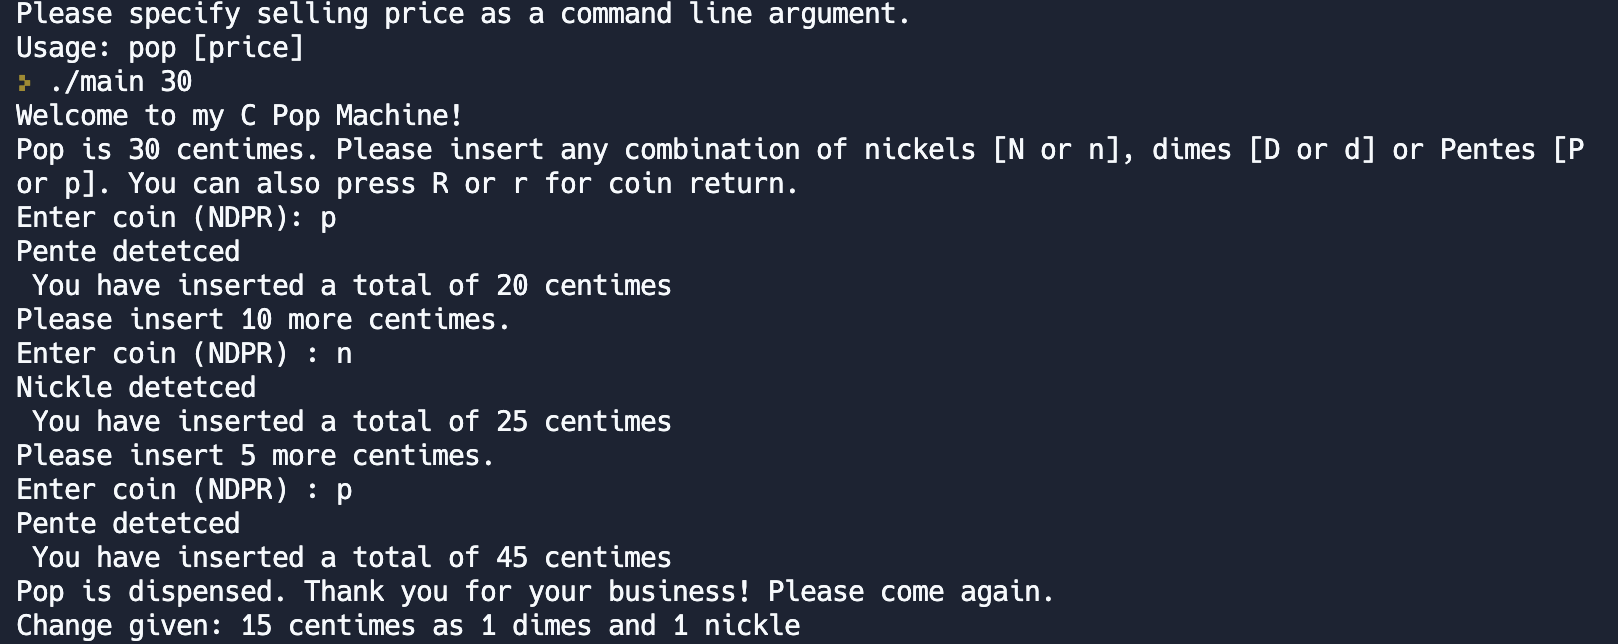 Please specify selling price as a command line argument.
Usage: pop [price]
> ./main 30
Welcome to my C Pop Machine!
Pop is 30 centimes. Please insert any combination of nickels [N or n], dimes [D or d] or Pentes [P
or p]. You can also press R or r for coin return.
Enter coin (NDPR): p
Pente detetced
 You have inserted a total of 20 centimes
Please insert 10 more centimes.
Enter coin (NDPR) : n
Nickle detetced
 You have inserted a total of 25 centimes
Please insert 5 more centimes.
Enter coin (NDPR) : p
Pente detetced
 You have inserted a total of 45 centimes
Pop is dispensed. Thank you for your business! Please come again.
Change given: 15 centimes as 1 dimes and 1 nickle